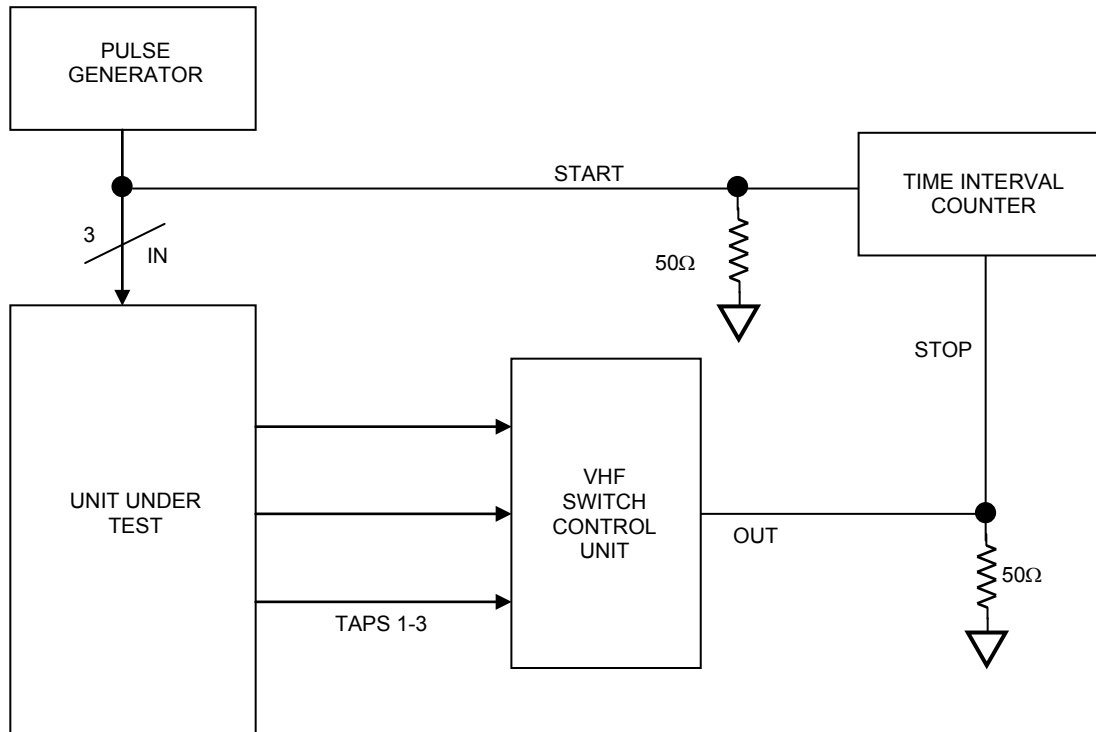 PULSE
GENERATOR
START
TIME INTERVAL
COUNTER
3
IN
50Ω
STOP
UNIT UNDER
TEST
VHF
SWITCH
CONTROL
UNIT
OUT
50Ω
TAPS 1-3